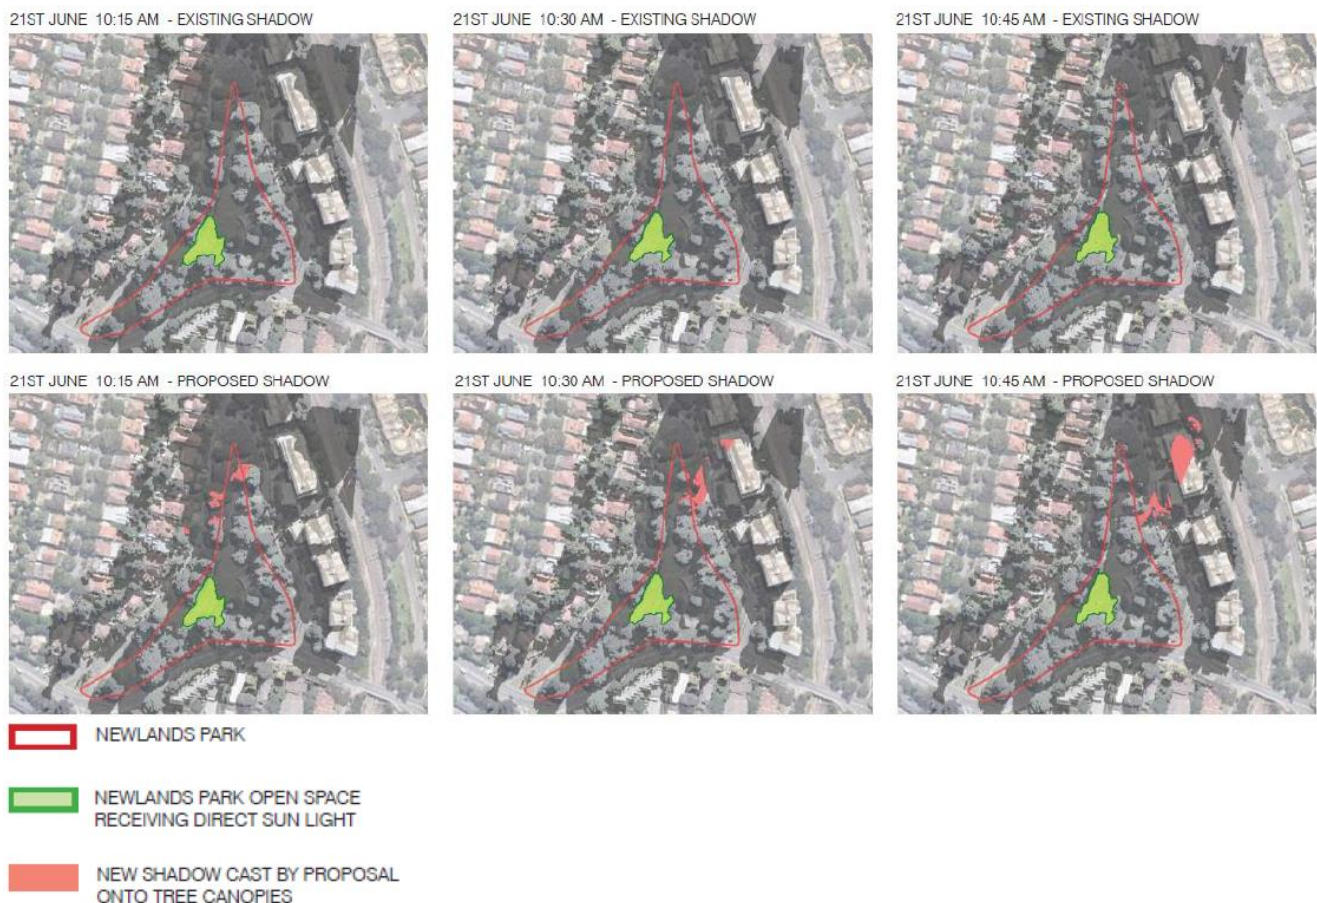 21ST JUNE 10:15 AM - EXISTING SHADOW
21ST JUNE 10:30 AM - EXISTING SHADOW
21ST JUNE 10:45 AM - EXISTING SHADOW
21ST JUNE 10:15 AM - PROPOSED SHADOW
21ST JUNE 10:30 AM - PROPOSED SHADOW
21ST JUNE 10:45 AM - PROPOSED SHADOW
NEWLANDS PARK
NEWLANDS PARK OPEN SPACE
RECEIVING DIRECT SUN LIGHT
NEW SHADOW CAST BY PROPOSAL
ONTO TREE CANOPIES